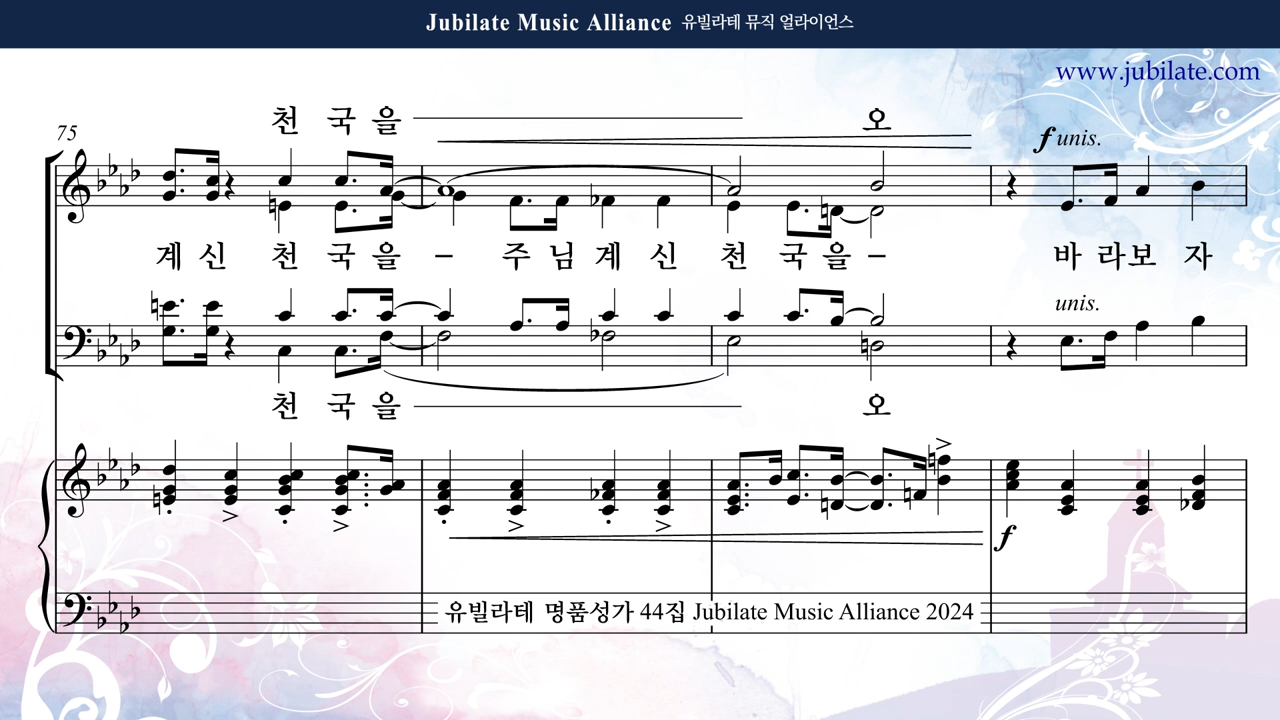 Jubilate Music Alliance 유빌라테 뮤직 얼라이언스
www.jubilate.com
천 국 을 오
75
f unis.
계 신 천 국 을 - 주 님 계 신 천 국 을 - 바 라 보 자
unis.
천 국 을 오
f
유빌라테 명품성가 44집 Jubilate Music Alliance 2024